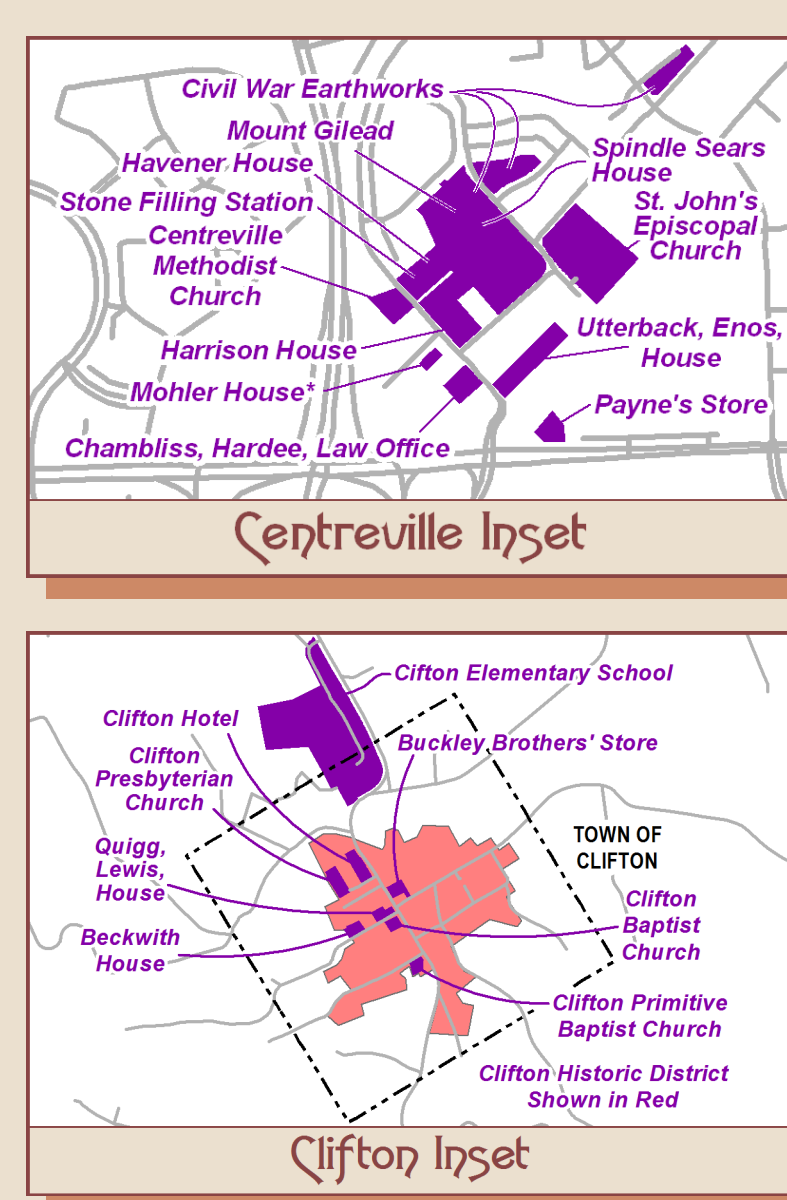 Civil War Earthworks
Mount Gilead
Havener House
Spindle Sears
House
Stone Filling Station
St. John's
Episcopal
Church
Centreville
Methodist
Church
Utterback, Enos,
House
Harrison House
Mohler House*
Payne's Store
Chambliss, Hardee, Law Office
Centreville Inset
Cifton Elementary School
Clifton Hotel
Buckley Brothers' Store
Clifton
Presbyterian
Church
TOWN OF
CLIFTON
Quigg,
Lewis,
House
Clifton
Baptist
Church
Beckwith
House
Clifton Primitive
Baptist Church
Clifton Historic District
Shown in Red
Clifton Inset